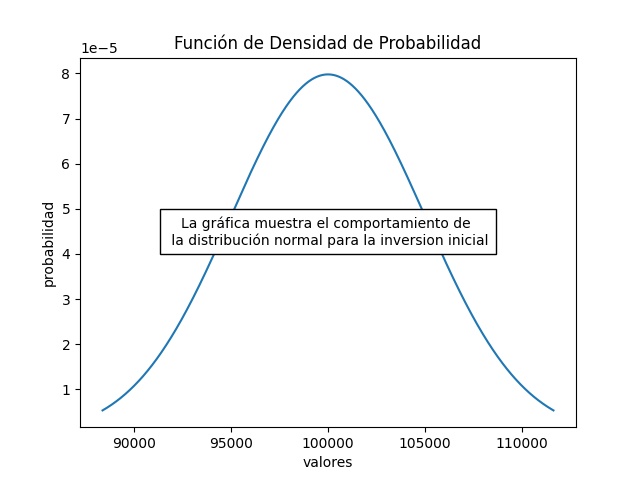 Función de Densidad de Probabilidad
1e−5
8
7
6
5
4
3
2
1
probabilidad
La gráfica muestra el comportamiento de
la distribución normal para la inversion inicial
90000 95000 100000 105000 110000
valores